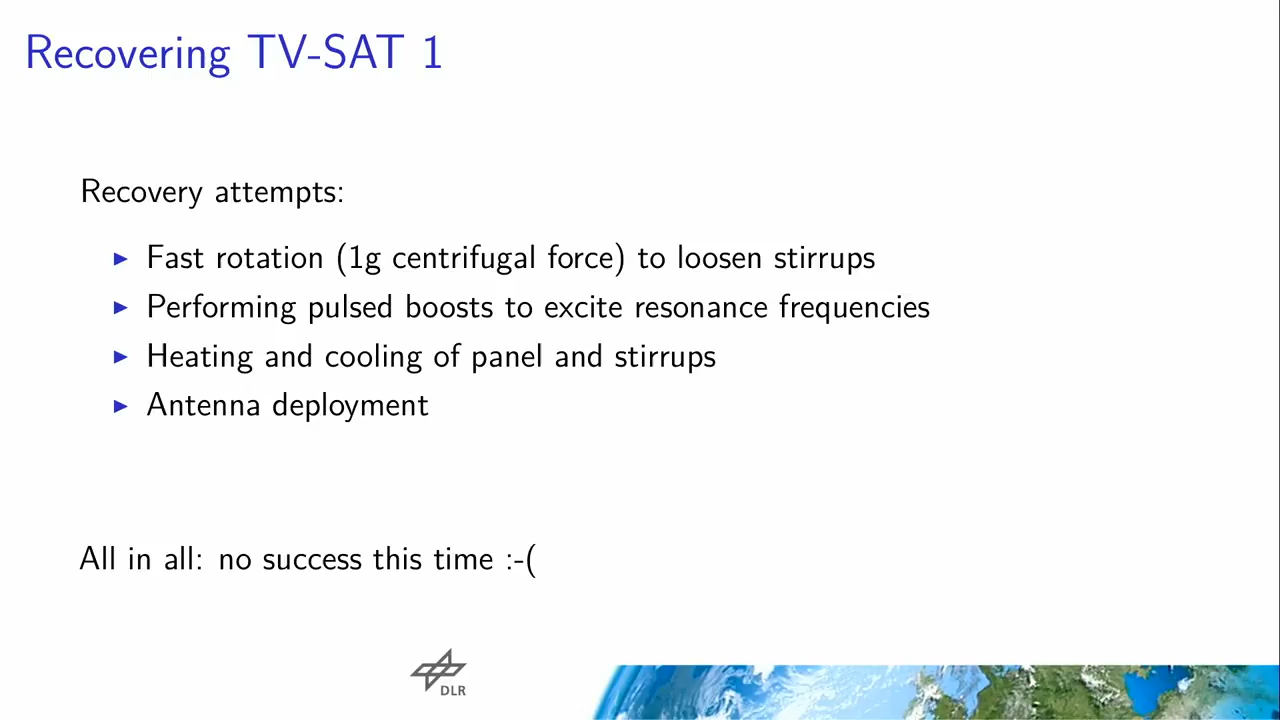 Recovering TV-SAT 1
Recovery attempts:
▶ Fast rotation (1g centrifugal force) to loosen stirrups
▶ Performing pulsed boosts to excite resonance frequencies
▶ Heating and cooling of panel and stirrups
▶ Antenna deployment
All in all: no success this time :-(
DLR